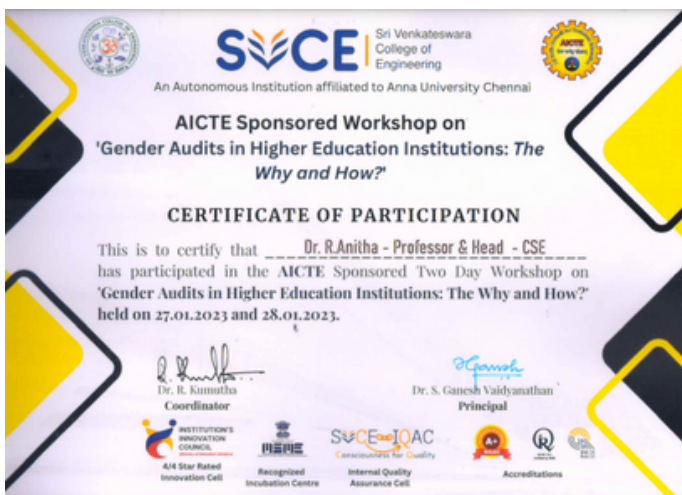 SVCE
Sri Venkateswara
College of
Engineering
AICTE
An Autonomous Institution affiliated to Anna University Chennai
AICTE Sponsored Workshop on
'Gender Audits in Higher Education Institutions: The
Why and How?'
CERTIFICATE OF PARTICIPATION
This is to certify that Dr. R.Anitha - Professor & Head - CSE
has participated in the AICTE Sponsored Two Day Workshop on
'Gender Audits in Higher Education Institutions: The Why and How?'
held on 27.01.2023 and 28.01.2023.
Dr. R. Kumutha
Coordinator
Dr. S. Ganesh Vaidyanathan
Principal
INSTITUTION'S
INNOVATION
COUNCIL
4/4 Star Rated
Innovation Cell
MSME
Recognized
Incubation Centre
SVCE IQAC
Consciousness for Quality
Internal Quality
Assurance Cell
A+
Accreditations